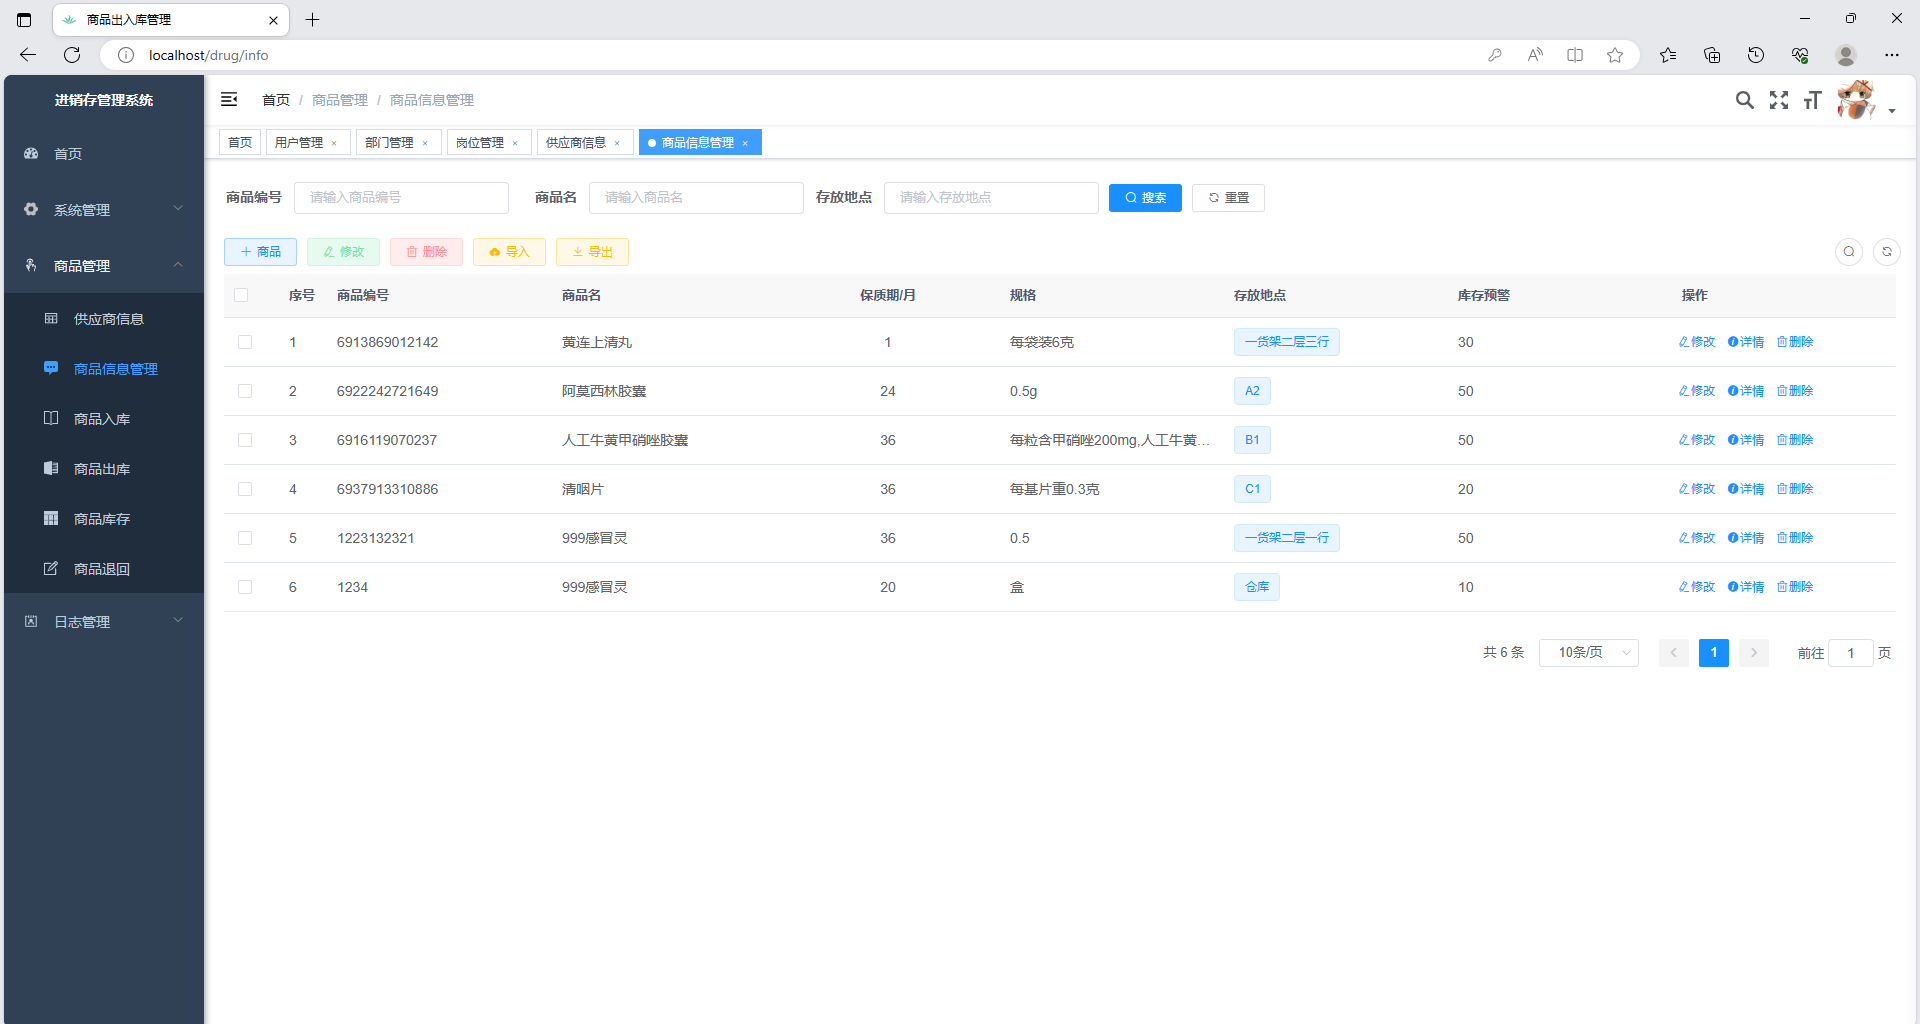 商品出入库管理
localhost/drug/info
进销存管理系统
首页
系统管理
商品管理
供应商信息
商品信息管理
商品入库
商品出库
商品库存
商品退回
日志管理
首页 / 商品管理 / 商品信息管理
首页 用户管理 × 部门管理 × 岗位管理 × 供应商信息 × 商品信息管理 ×
商品编号 请输入商品编号 商品名 请输入商品名 存放地点 请输入存放地点 搜索 重置
商品 修改 删除 导入 导出
序号 商品编号 商品名 保质期/月 规格 存放地点 库存预警 操作
1 6913869012142 黄连上清丸 1 每袋装6克 一货架二层三行 30 修改 详情 删除
2 6922242721649 阿莫西林胶囊 24 0.5g A2 50 修改 详情 删除
3 6916119070237 人工牛黄甲硝唑胶囊 36 每粒含甲硝唑200mg,人工牛黄... B1 50 修改 详情 删除
4 6937913310886 清咽片 36 每基片重0.3克 C1 20 修改 详情 删除
5 1223132321 999感冒灵 36 0.5 一货架二层一行 50 修改 详情 删除
6 1234 999感冒灵 20 盒 仓库 10 修改 详情 删除
共 6 条 10条/页 1 前往 1 页